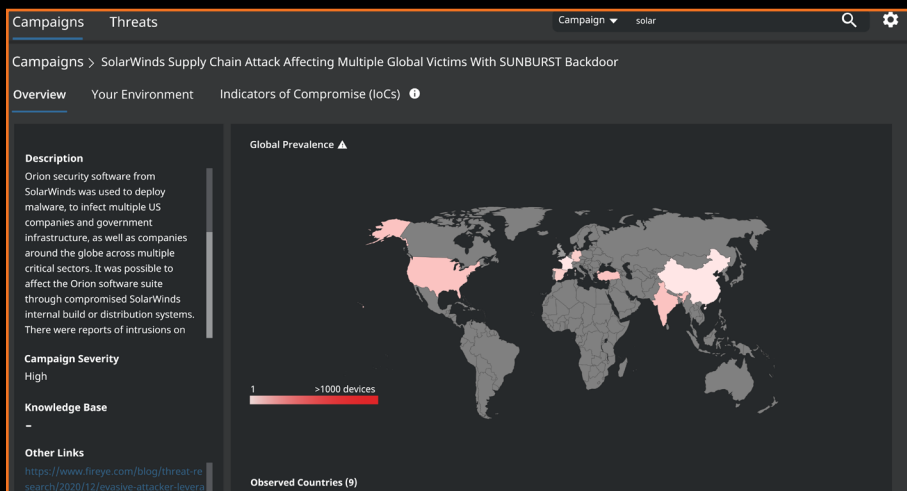 Campaigns Threats Campaign solar
Campaigns > SolarWinds Supply Chain Attack Affecting Multiple Global Victims With SUNBURST Backdoor
Overview Your Environment Indicators of Compromise (IoCs)
Global Prevalence
Description
Orion security software from
SolarWinds was used to deploy
malware, to infect multiple US
companies and government
infrastructure, as well as companies
around the globe across multiple
critical sectors. It was possible to
affect the Orion software suite
through compromised SolarWinds
internal build or distribution systems.
There were reports of intrusions on
Campaign Severity
High
Knowledge Base
–
Other Links
https://www.fireye.com/blog/threat-re
search/2020/12/evasive-attacker-levera
1 >1000 devices
Observed Countries (9)